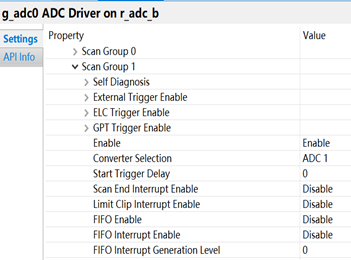 g_adc0 ADC Driver on r_adc_b
Settings
API Info
Property Value
Scan Group 0
Scan Group 1
Self Diagnosis
External Trigger Enable
ELC Trigger Enable
GPT Trigger Enable
Enable Enable
Converter Selection ADC 1
Start Trigger Delay 0
Scan End Interrupt Enable Disable
Limit Clip Interrupt Enable Disable
FIFO Enable Disable
FIFO Interrupt Enable Disable
FIFO Interrupt Generation Level 0